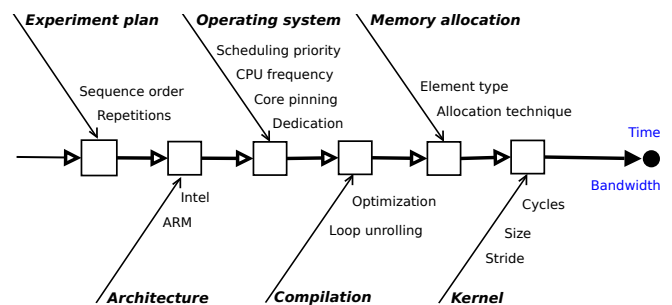 Experiment plan
Operating system
Memory allocation
Scheduling priority
CPU frequency
Core pinning
Dedication
Sequence order
Repetitions
Element type
Allocation technique
Time
Bandwidth
Intel
ARM
Optimization
Loop unrolling
Cycles
Size
Stride
Architecture
Compilation
Kernel